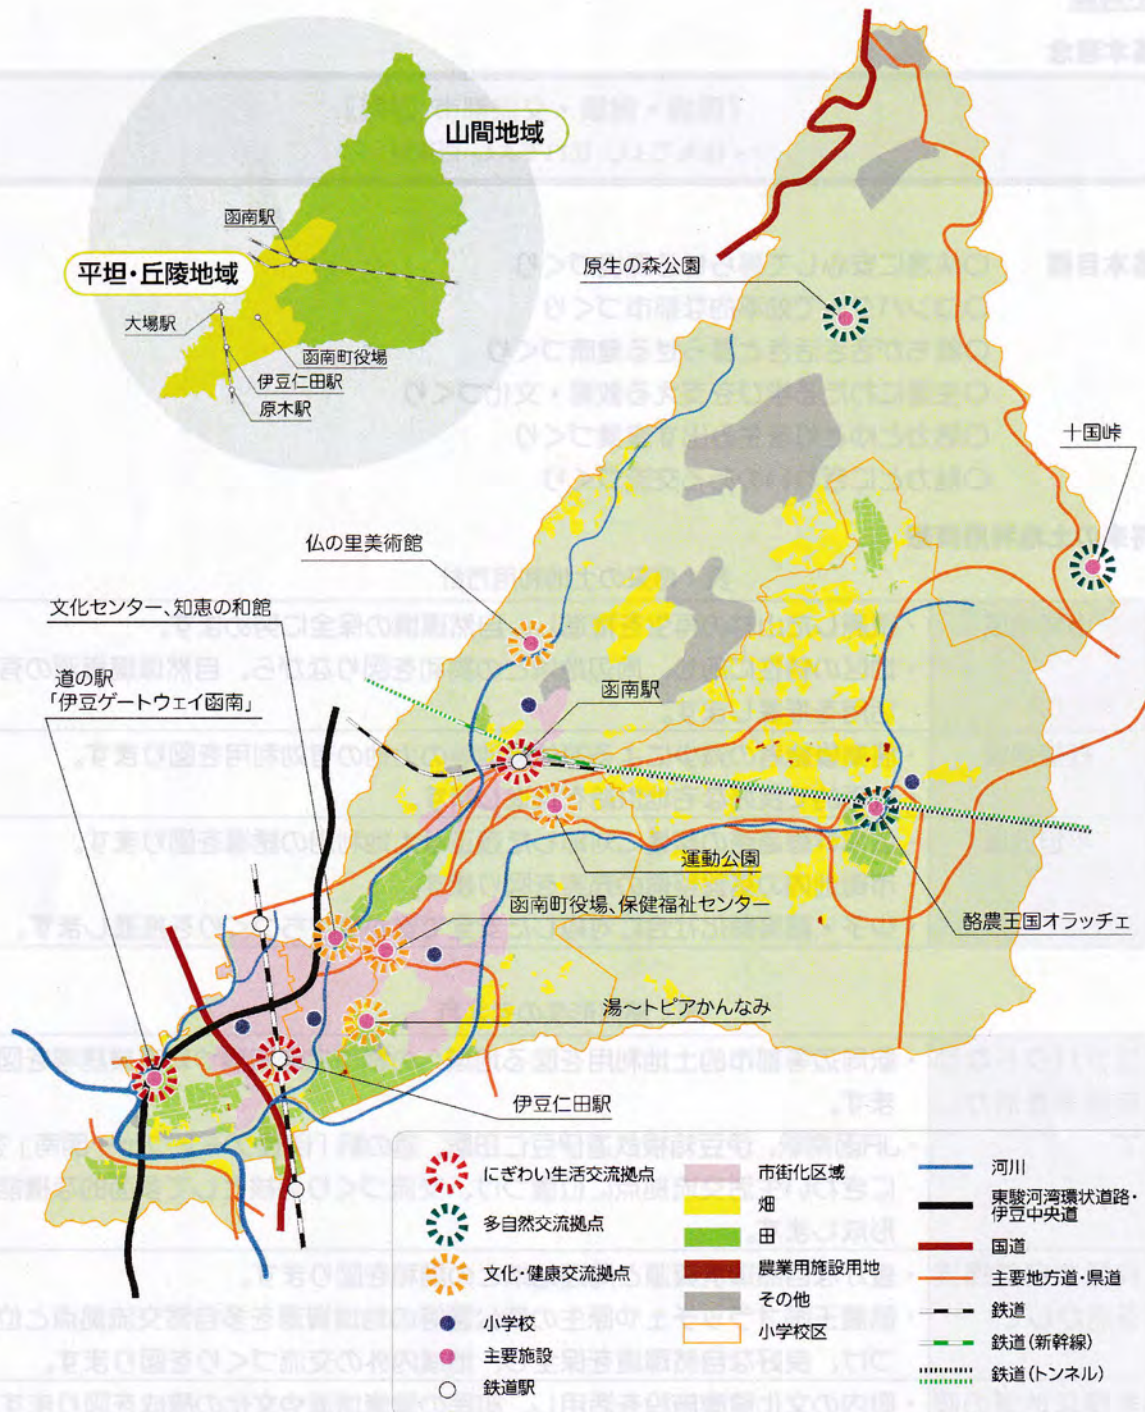 山間地域
函南駅
平坦・丘陵地域
大場駅
函南町役場
伊豆仁田駅
原木駅
原生の森公園
十国峠
仏の里美術館
文化センター、知恵の和館
道の駅
「伊豆ゲートウェイ函南」
函南駅
運動公園
函南町役場、保健福祉センター
酪農王国オラッチェ
湯〜トピアかんなみ
伊豆仁田駅
にぎわい生活交流拠点
多自然交流拠点
文化・健康交流拠点
小学校
主要施設
鉄道駅
市街化区域
畑
田
農業用施設用地
その他
小学校区
河川
東駿河湾環状道路・
伊豆中央道
国道
主要地方道・県道
鉄道
鉄道(新幹線)
鉄道(トンネル)